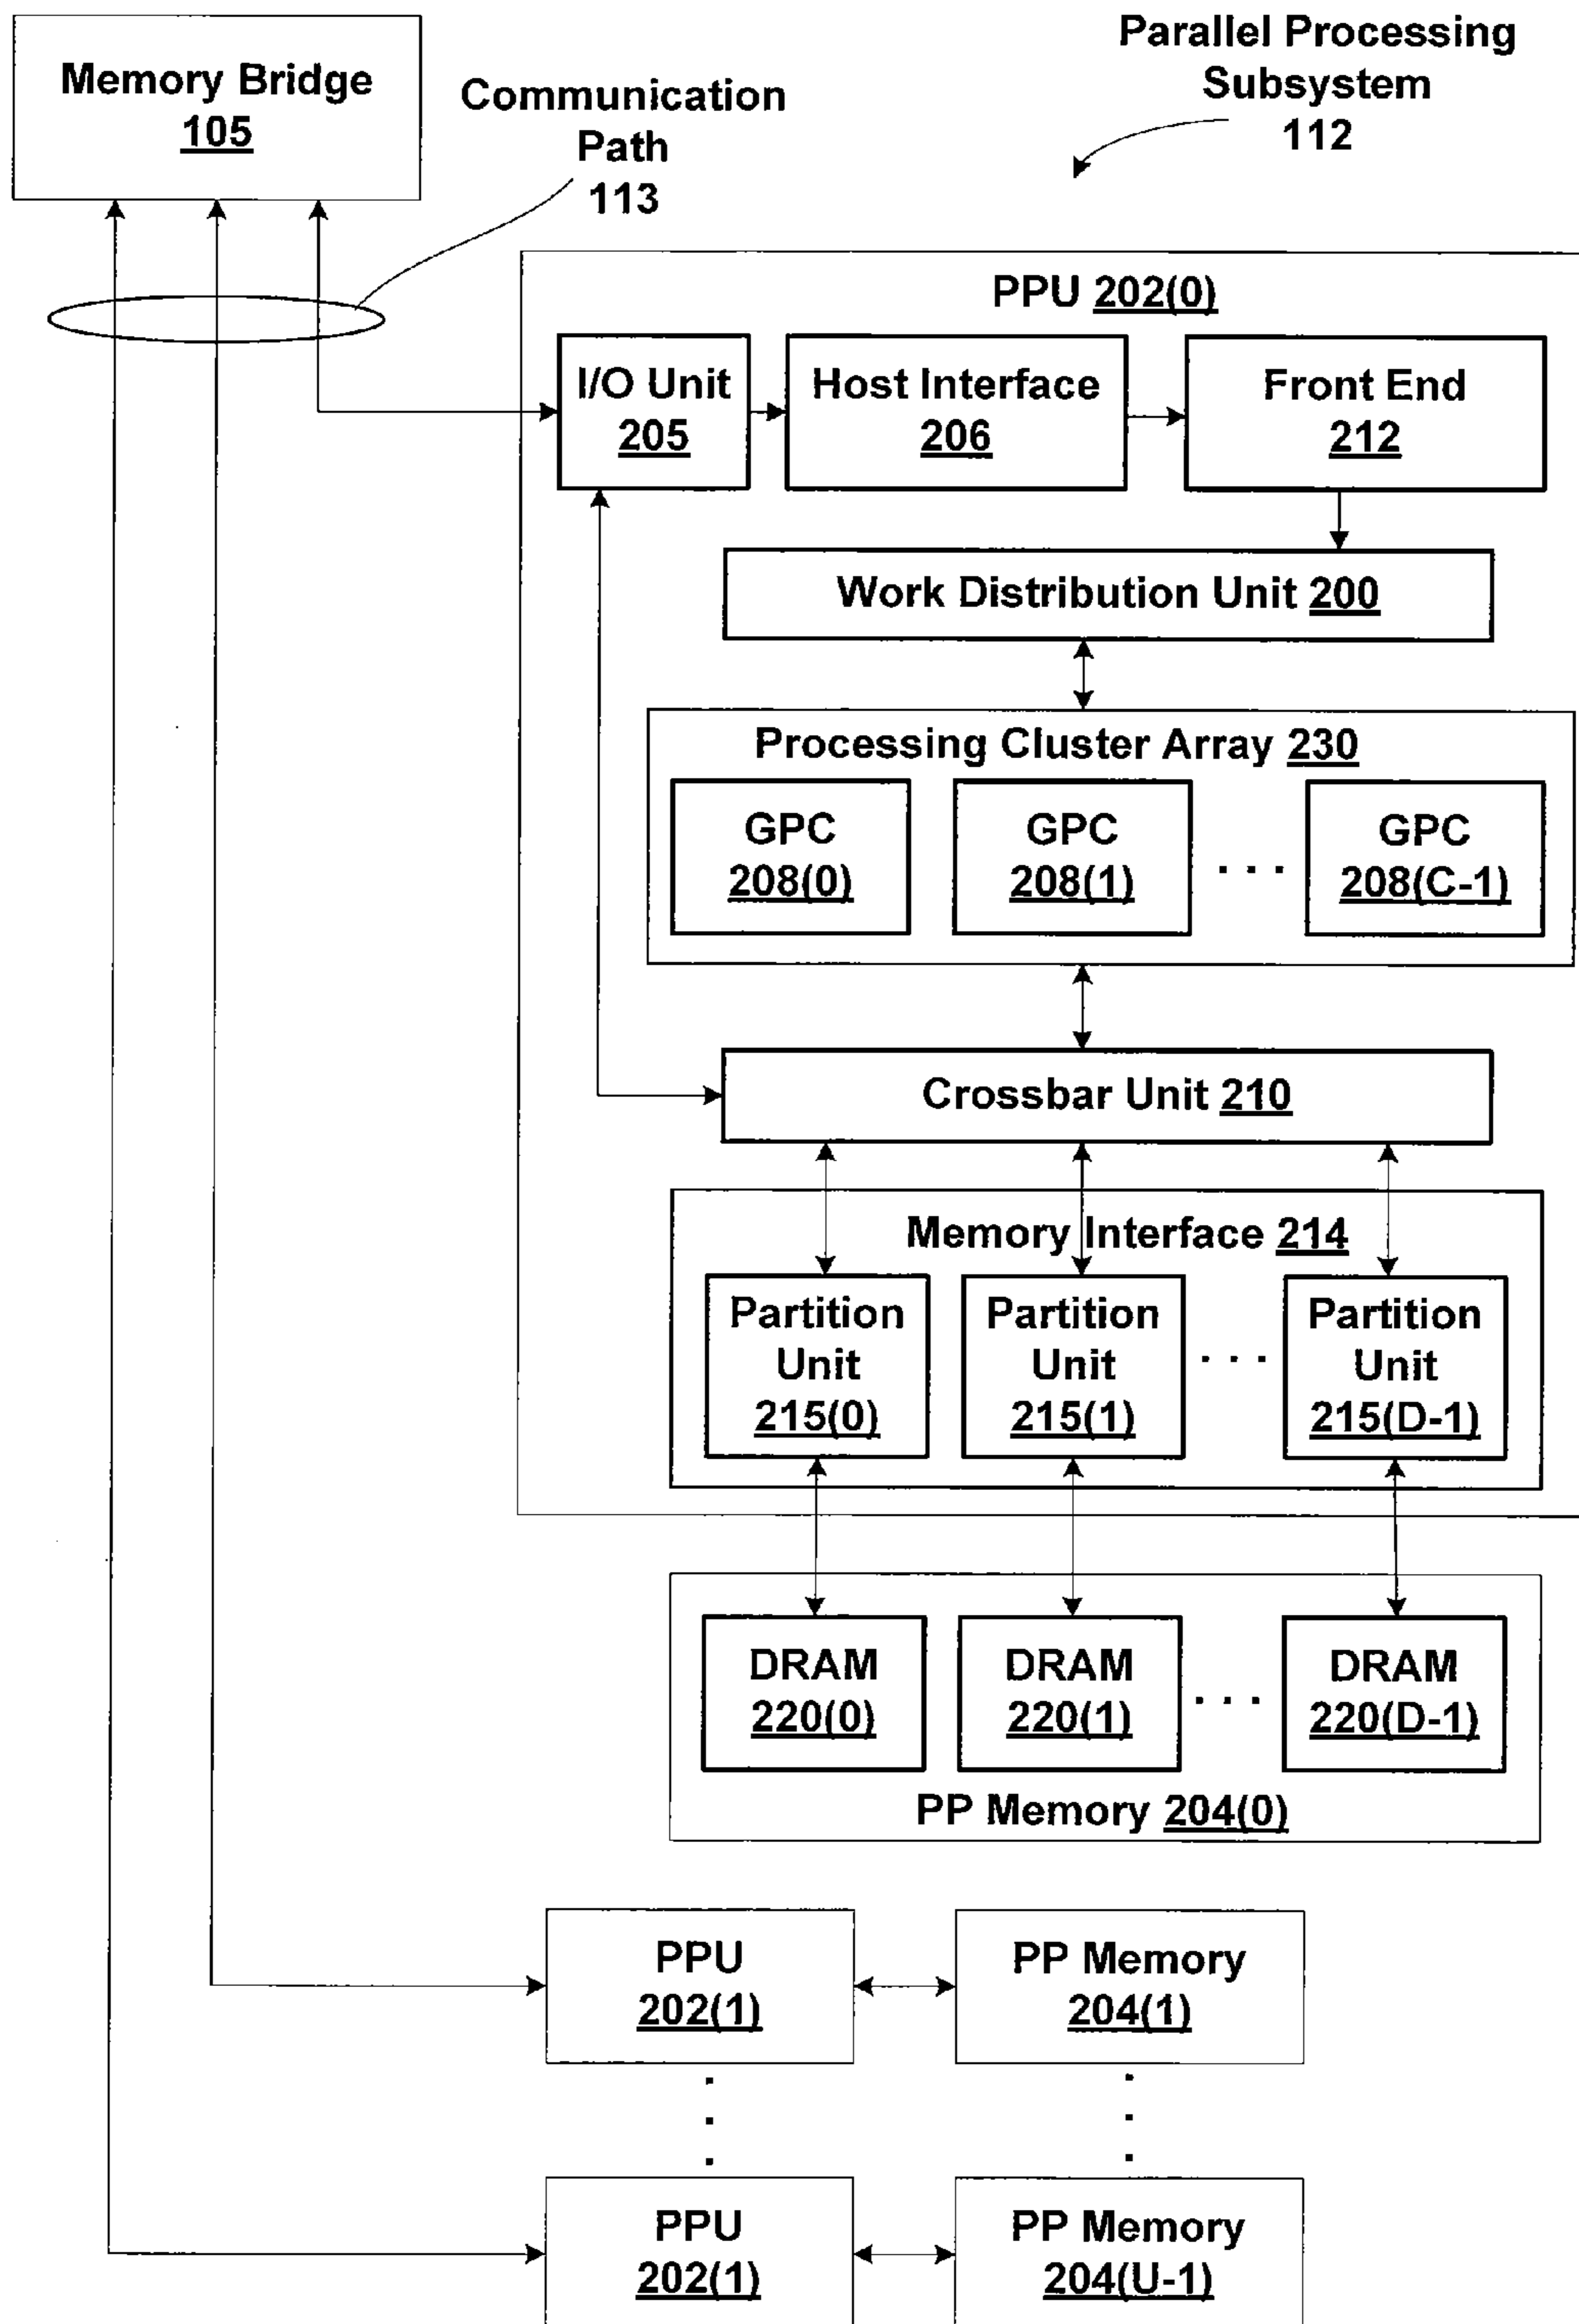 Memory Bridge
105
Communication
Path
113
Parallel Processing
Subsystem
112
PPU 202(0)
I/O Unit
205
Host Interface
206
Front End
212
Work Distribution Unit 200
Processing Cluster Array 230
GPC
208(0)
GPC
208(1)
. . .
GPC
208(C-1)
Crossbar Unit 210
Memory Interface 214
Partition
Unit
215(0)
Partition
Unit
215(1)
. . .
Partition
Unit
215(D-1)
DRAM
220(0)
DRAM
220(1)
. . .
DRAM
220(D-1)
PP Memory 204(0)
PPU
202(1)
PP Memory
204(1)
PPU
202(1)
PP Memory
204(U-1)